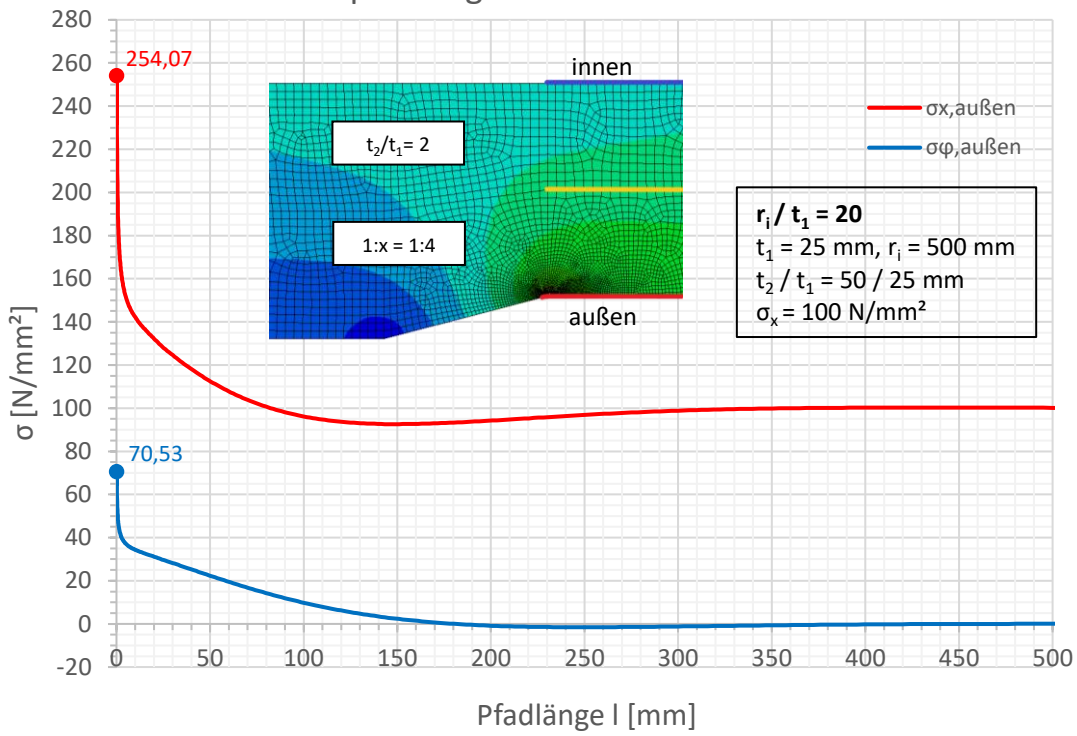 280
260
240
220
200
180
160
140
120
100
80
60
40
20
0
-20
σ [N/mm²]
254,07
70,53
innen
t₂/t₁= 2
1:x = 1:4
außen
σx,außen
σφ,außen
rᵢ / t₁ = 20
t₁ = 25 mm, rᵢ = 500 mm
t₂ / t₁ = 50 / 25 mm
σₓ = 100 N/mm²
0 50 100 150 200 250 300 350 400 450 500
Pfadlänge l [mm]